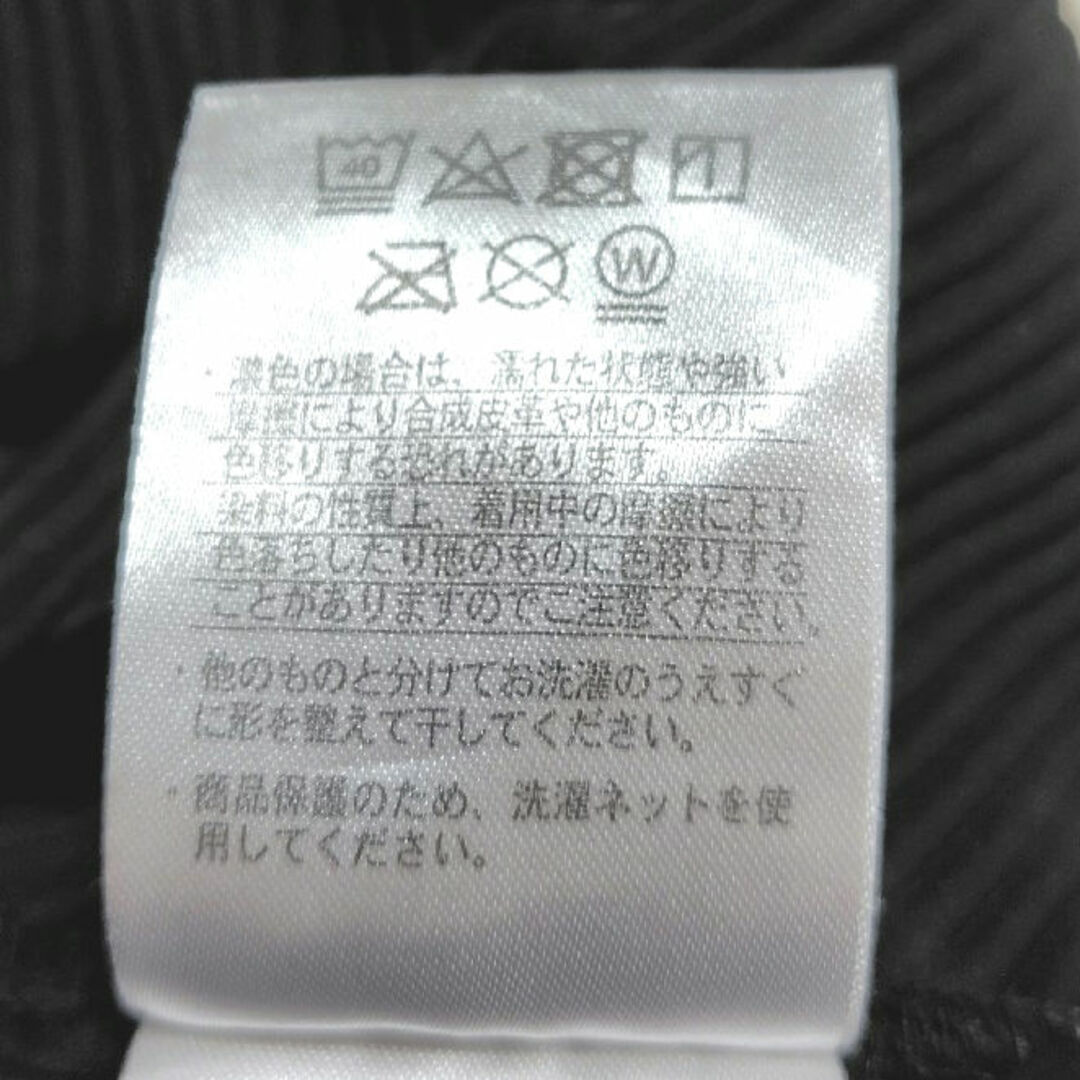 40
W
・濃色の場合は、濡れた状態や強い
摩擦により合成皮革や他のものに
色移りする恐れがあります。
染料の性質上、着用中の摩擦により
色落ちしたり他のものに色移りする
ことがありますのでご注意ください。
・他のものと分けてお洗濯のうえすぐ
に形を整えて干してください。
・商品保護のため、洗濯ネットを使
用してください。